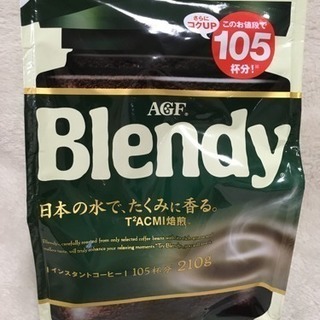 さらに
コクUP
このお値段で
105
杯分!
AGF
Blendy
日本の水で、たくみに香る。
T²ACMI焙煎
インスタントコーヒー 105杯分 210g